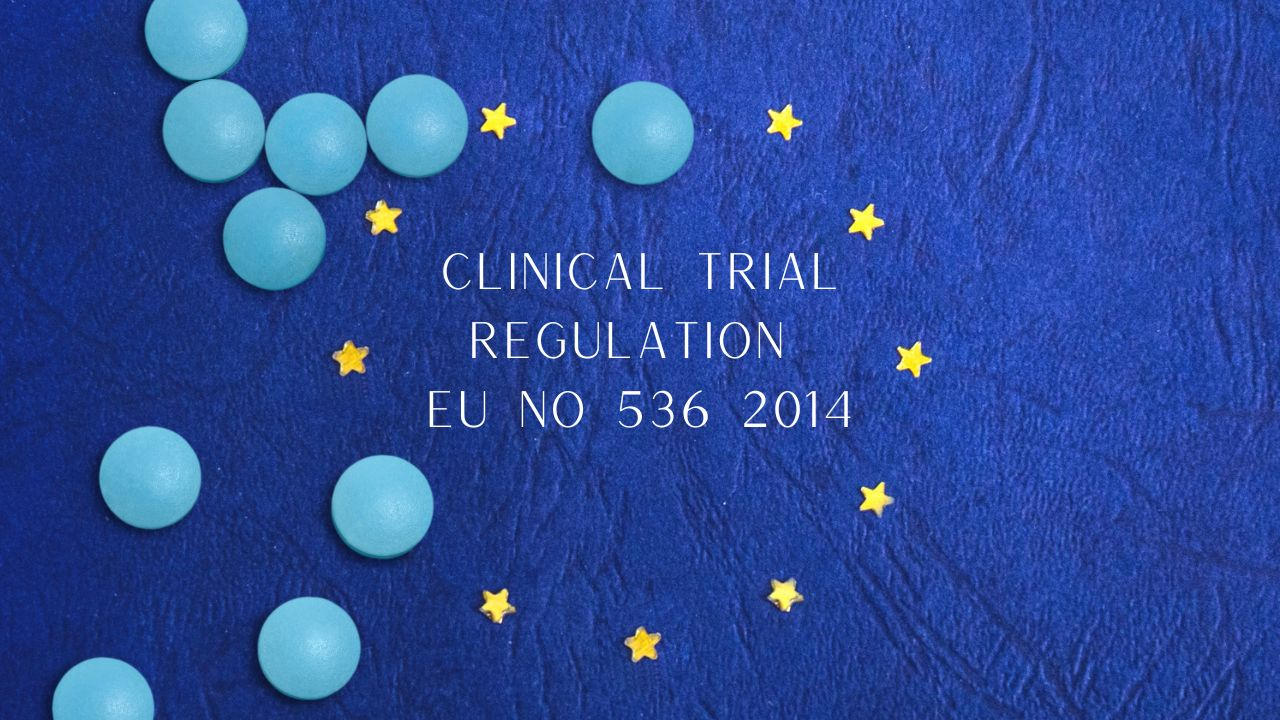 CLINICAL TRIAL
REGULATION
EU NO 536 2014